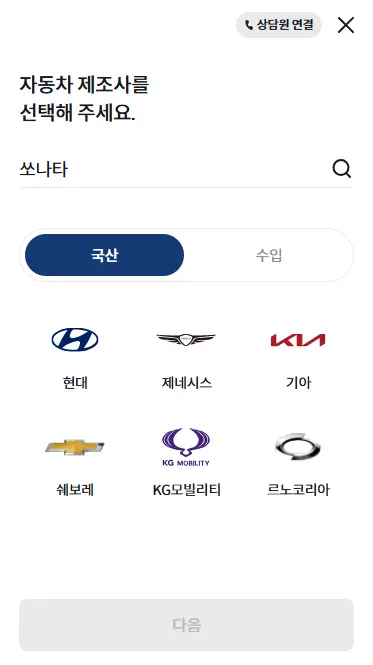 상담원 연결
자동차 제조사를
선택해 주세요.
쏘나타
국산 수입
현대 제네시스 기아
KG MOBILITY
쉐보레 KG모빌리티 르노코리아
다음